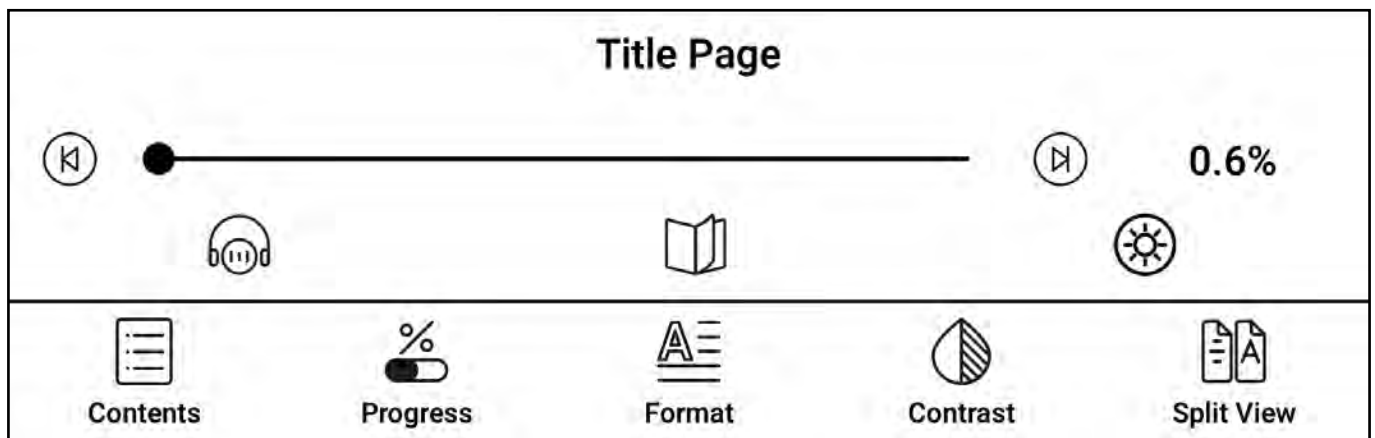 Title Page
0.6%
Contents
Progress
Format
Contrast
Split View